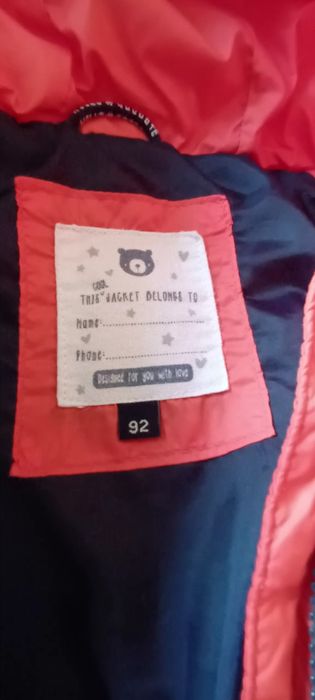 COOL
THIS JACKET BELONGS TO
Name:
Phone:
Designed for you with love
92